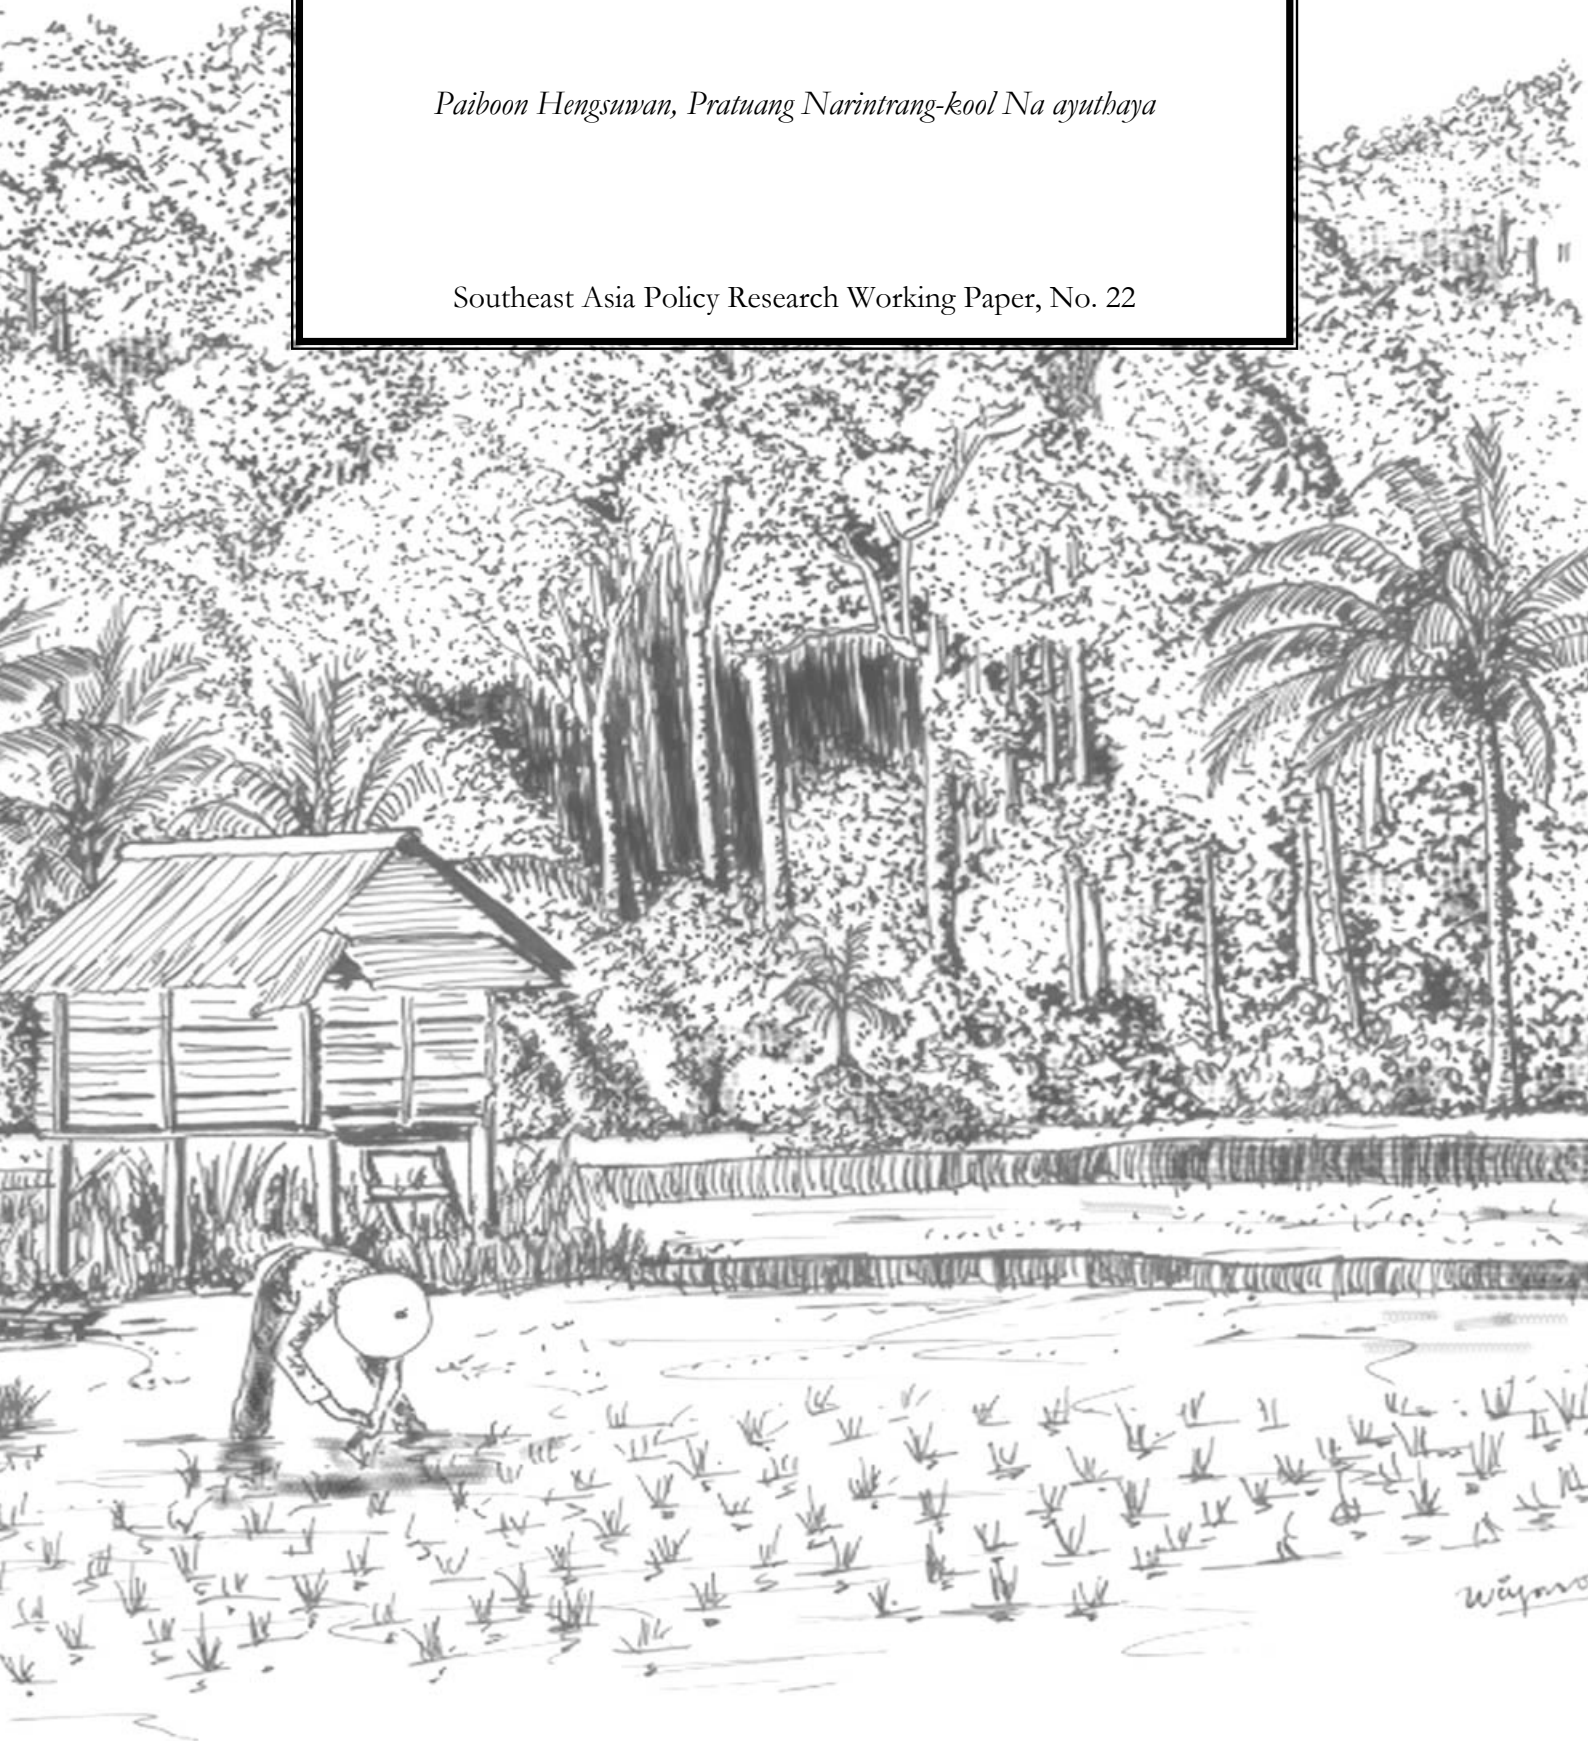 Paiboon Hengsuwan, Pratuang Narintrang-kool Na ayuthaya
Southeast Asia Policy Research Working Paper, No. 22